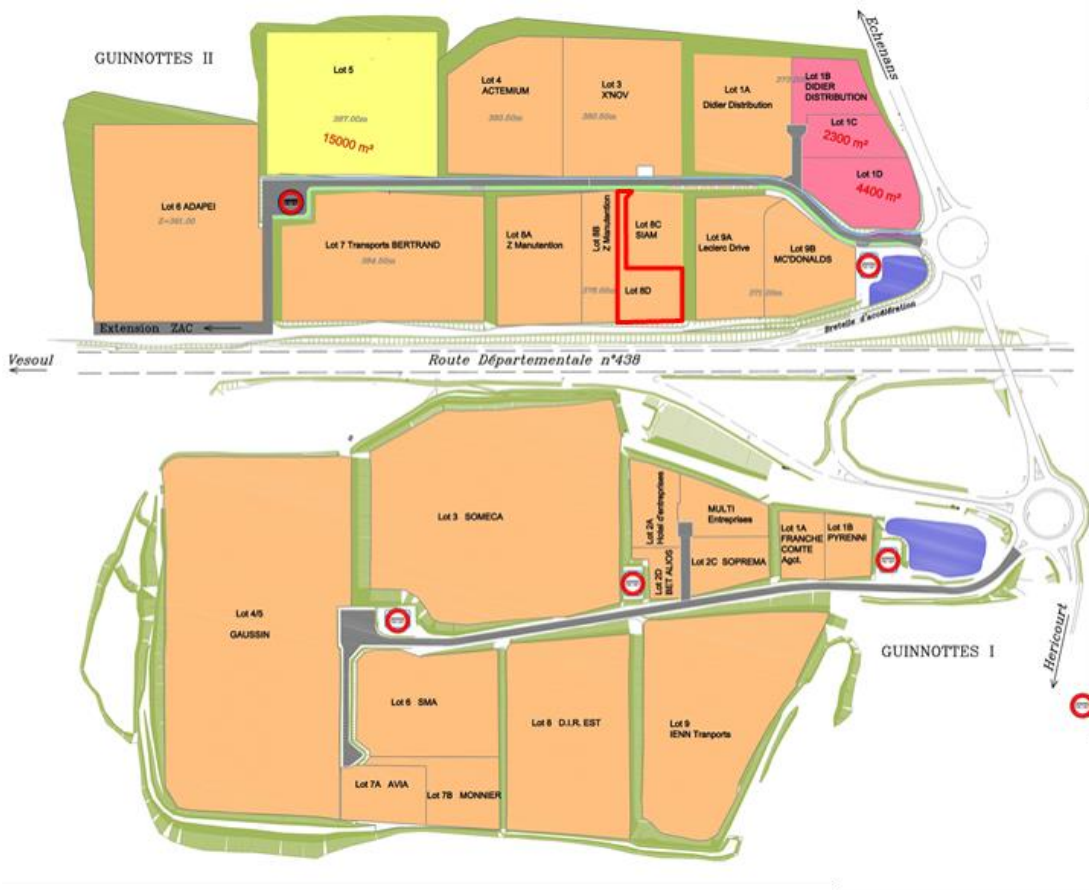 GUINNOTTES II
Echenans
Lot 5
387.00m
15000 m²
Lot 4
ACTEMIUM
Lot 3
X'NOV
Lot 1A
Didier Distribution
Lot 1B
DIDIER
DISTRIBUTION
Lot 1C
2300 m²
Lot 1D
4400 m²
Lot 6 ADAPEI
Lot 7 Transports BERTRAND
Lot 8A
Z Manutention
Lot 8B
Z Manutention
Lot 8C
SIAM
Lot 8D
Lot 9A
Leclerc Drive
Lot 9B
MC'DONALDS
Extension ZAC
Bretelle d'accélération
Vesoul
Route Départementale n°438
Lot 3 SOMECA
Lot 2A
Hotel d'entreprises
MULTI
Entreprises
Lot 2D
BET ALIOS
Lot 2C SOPREMA
Lot 1A
FRANCHE
COMTE
Agct.
Lot 1B
PYRENNI
Lot 4/5
GAUSSIN
GUINNOTTES I
Hericourt
Lot 6 SMA
Lot 8 D.I.R. EST
Lot 9
IENN Tranports
Lot 7A AVIA
Lot 7B MONNIER